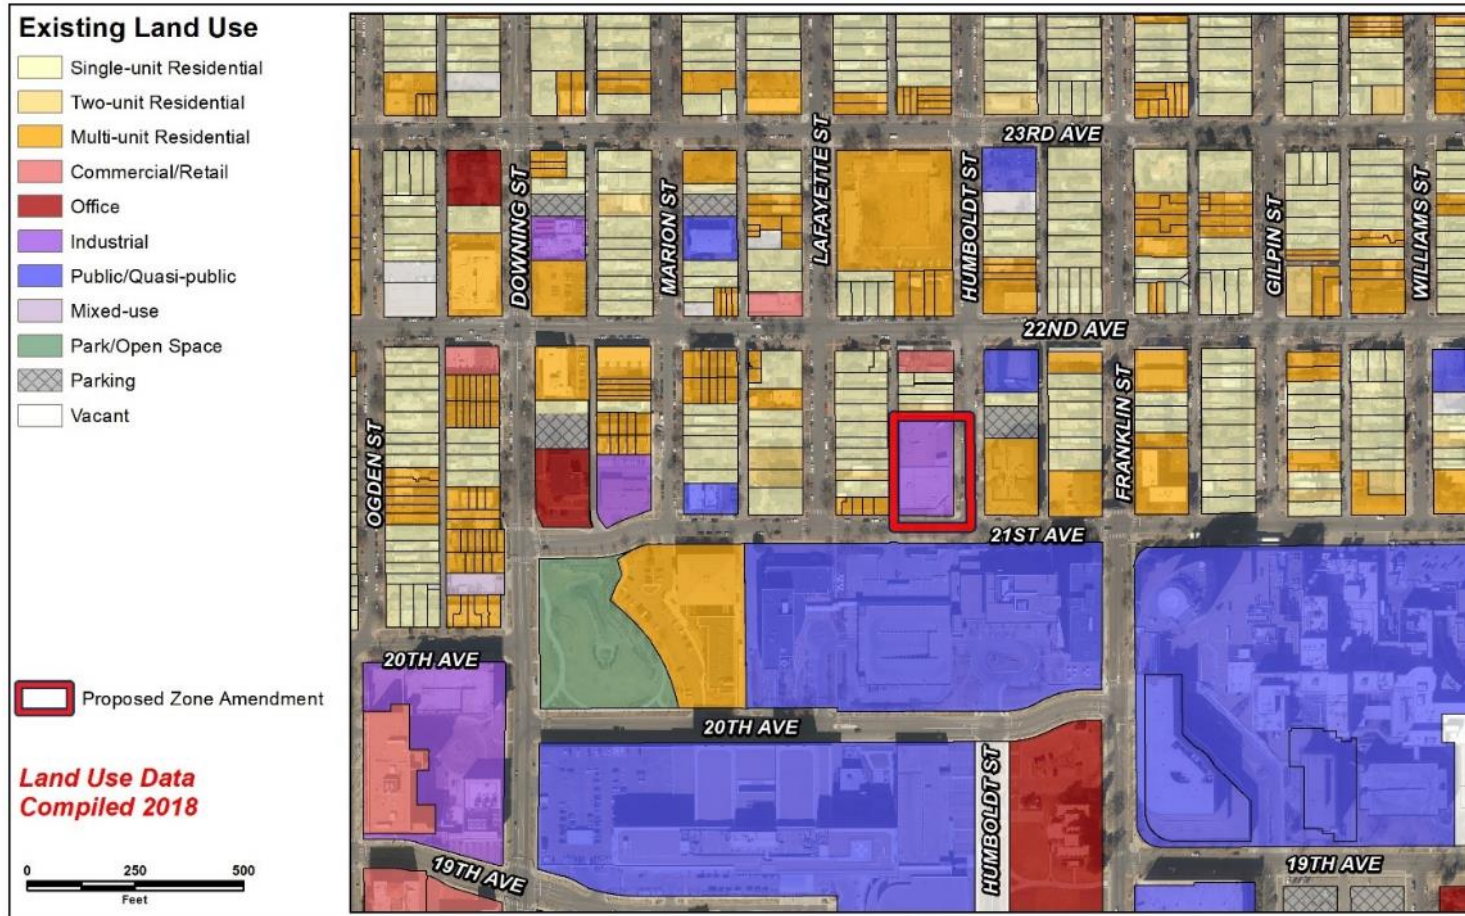 Existing Land Use
Single-unit Residential
Two-unit Residential
Multi-unit Residential
Commercial/Retail
Office
Industrial
Public/Quasi-public
Mixed-use
Park/Open Space
Parking
Vacant
Proposed Zone Amendment
Land Use Data
Compiled 2018
0 250 500
Feet
23RD AVE
DOWNING ST
MARION ST
LAFAYETTE ST
HUMBOLDT ST
GILPIN ST
WILLIAMS ST
22ND AVE
OGDEN ST
FRANKLIN ST
21ST AVE
20TH AVE
20TH AVE
HUMBOLDT ST
19TH AVE
19TH AVE